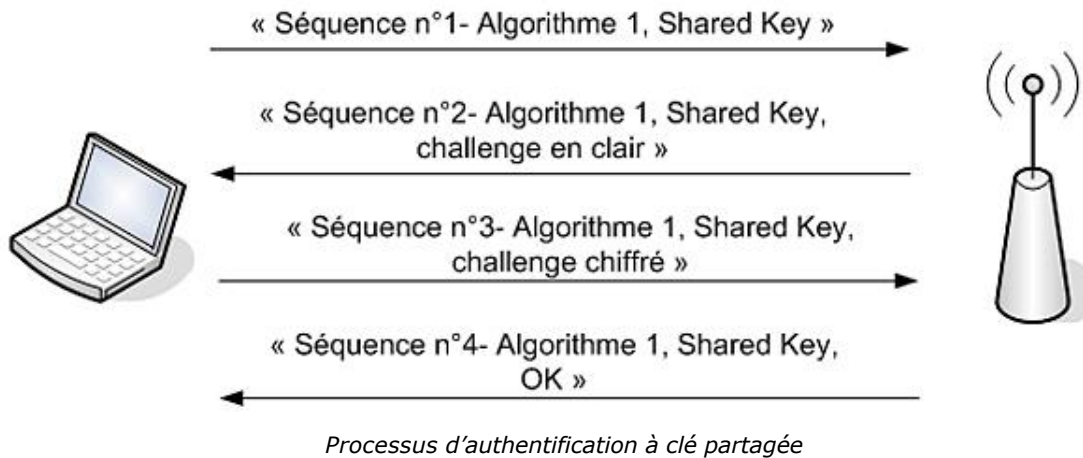 « Séquence n°1- Algorithme 1, Shared Key »
« Séquence n°2- Algorithme 1, Shared Key,
challenge en clair »
« Séquence n°3- Algorithme 1, Shared Key,
challenge chiffré »
« Séquence n°4- Algorithme 1, Shared Key,
OK »
Processus d’authentification à clé partagée